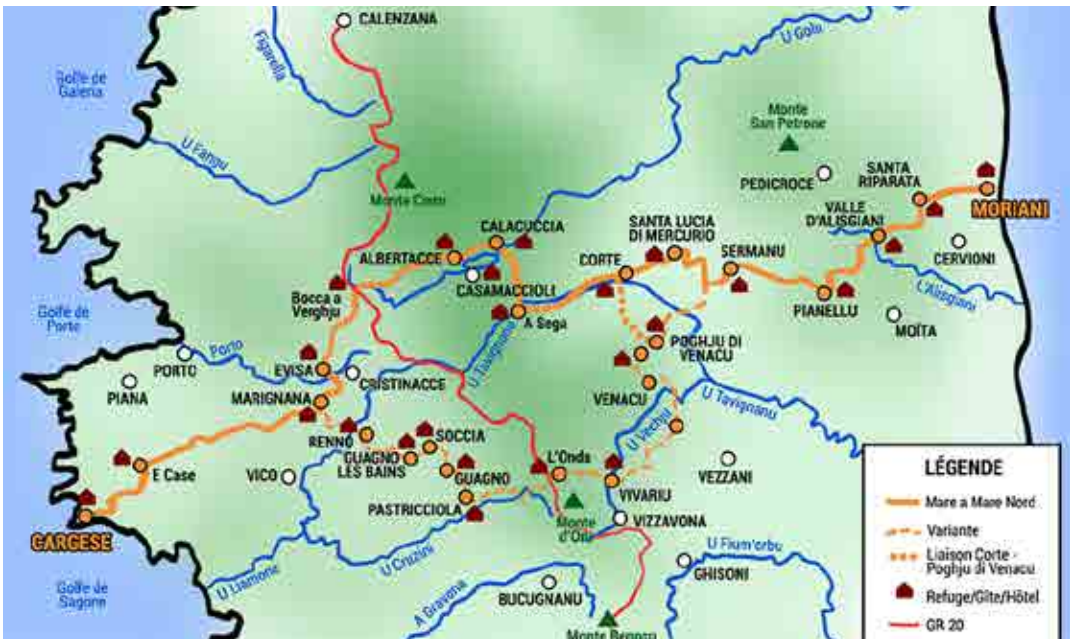 CALENZANA
Figarella
U Golu
Golfe de
Galeria
U Fangu
Monte
San Petrone
PEDICROCE
SANTA
RIPARATA
MORIANI
Monte Cinto
VALLE
D'ALISGIANI
CALACUCCIA
SANTA LUCIA
DI MERCURIO
ALBERTACCE
CORTE
SERMANU
CERVIONI
CASAMACCIOLI
Bocca a
Verghju
A Sega
PIANELLU
L'Alisgiani
MOÏTA
Golfe de
Porto
Porto
PORTO
U Tavignanu
POGHJU DI
VENACU
EVISA
CRISTINACCE
PIANA
MARIGNANA
VENACU
U Tavignanu
U Vechju
RENNO
SOCCIA
GUAGNO
LES BAINS
E Case
VICO
GUAGNO
L'Onda
VEZZANI
PASTRICCIOLA
VIVARIU
CARGESE
Monte
d'Oru
VIZZAVONA
U Cruzini
U Liamone
U Fium'orbu
GHISONI
Golfe de
Sagone
A Gravona
BUCUGNANU
Monte Renosu
LÉGENDE
Mare a Mare Nord
Variante
Liaison Corte -
Poghju di Venacu
Refuge/Gîte/Hôtel
GR 20